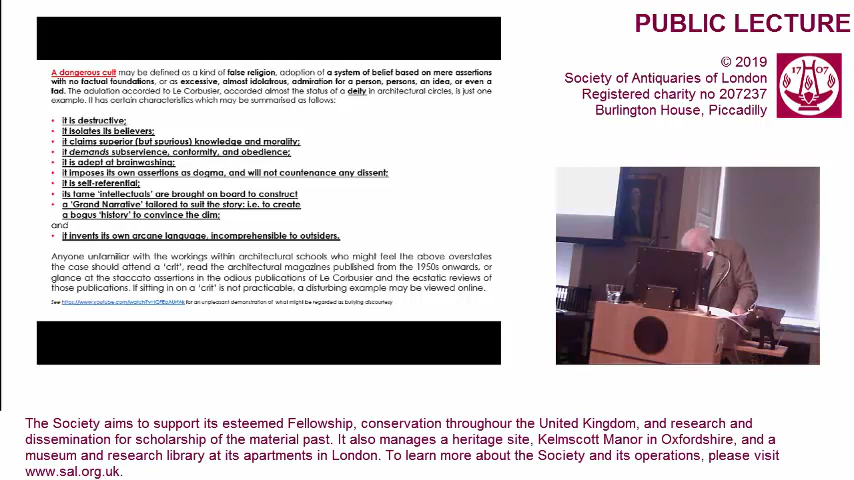 PUBLIC LECTURE
© 2019
Society of Antiquaries of London
Registered charity no 207237
Burlington House, Piccadilly
1707
A dangerous cult may be defined as a kind of false religion, adoption of a system of belief based on mere assertions
with no factual foundations, or as excessive, almost idolatrous, admiration for a person, persons, an idea, or even a
fad. The adulation accorded to Le Corbusier, accorded almost the status of a deity in architectural circles, is just one
example. It has certain characteristics which may be summarised as follows:
• it is destructive;
• it isolates its believers;
• it claims superior (but spurious) knowledge and morality;
• it demands subservience, conformity, and obedience;
• it is adept at brainwashing;
• it imposes its own assertions as dogma, and will not countenance any dissent;
• it is self-referential;
• its tame 'intellectuals' are brought on board to construct
• a 'Grand Narrative' tailored to suit the story: i.e. to create
a bogus 'history' to convince the dim;
and
• it invents its own arcane language, incomprehensible to outsiders.
Anyone unfamiliar with the workings within architectural schools who might feel the above overstates
the case should attend a 'crit', read the architectural magazines published from the 1950s onwards, or
glance at the staccato assertions in the odious publications of Le Corbusier and the ecstatic reviews of
those publications. If sitting in on a 'crit' is not practicable, a disturbing example may be viewed online.
See for an unpleasant demonstration of what might be regarded as bullying discourtesy
The Society aims to support its esteemed Fellowship, conservation throughour the United Kingdom, and research and
dissemination for scholarship of the material past. It also manages a heritage site, Kelmscott Manor in Oxfordshire, and a
museum and research library at its apartments in London. To learn more about the Society and its operations, please visit
www.sal.org.uk.